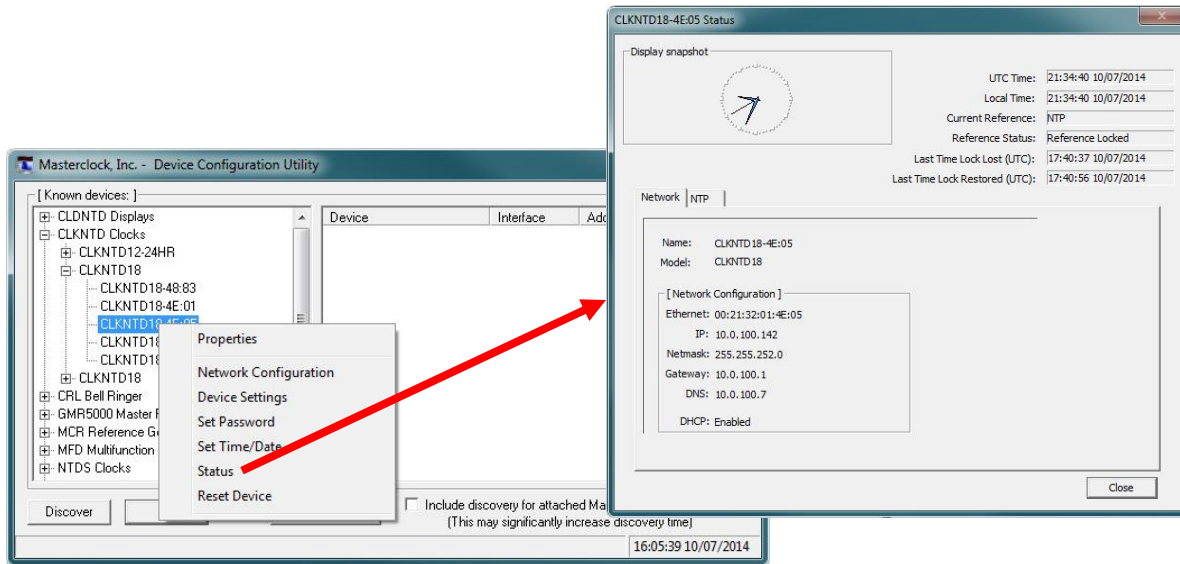 CLKNTD18-4E:05 Status
Display snapshot
UTC Time: 21:34:40 10/07/2014
Local Time: 21:34:40 10/07/2014
Current Reference: NTP
Reference Status: Reference Locked
Last Time Lock Lost (UTC): 17:40:37 10/07/2014
Last Time Lock Restored (UTC): 17:40:56 10/07/2014
Network NTP
Name: CLKNTD18-4E:05
Model: CLKNTD18
[ Network Configuration ]
Ethernet: 00:21:32:01:4E:05
IP: 10.0.100.142
Netmask: 255.255.252.0
Gateway: 10.0.100.1
DNS: 10.0.100.7
DHCP: Enabled
Close
Masterclock, Inc. - Device Configuration Utility
[ Known devices: ]
CLDNTD Displays
CLKNTD Clocks
CLKNTD12-24HR
CLKNTD18
CLKNTD18-48:83
CLKNTD18-4E:01
CLKNTD18-4E:05
CLKNTD18
CLKNTD18
CLKNTD18
CRL Bell Ringer
GMR5000 Master
MCR Reference
MFD Multifunction
NTDS Clocks
Device Interface
Properties
Network Configuration
Device Settings
Set Password
Set Time/Date
Status
Reset Device
Discover
Include discovery for attached
(This may significantly increase discovery time)
16:05:39 10/07/2014